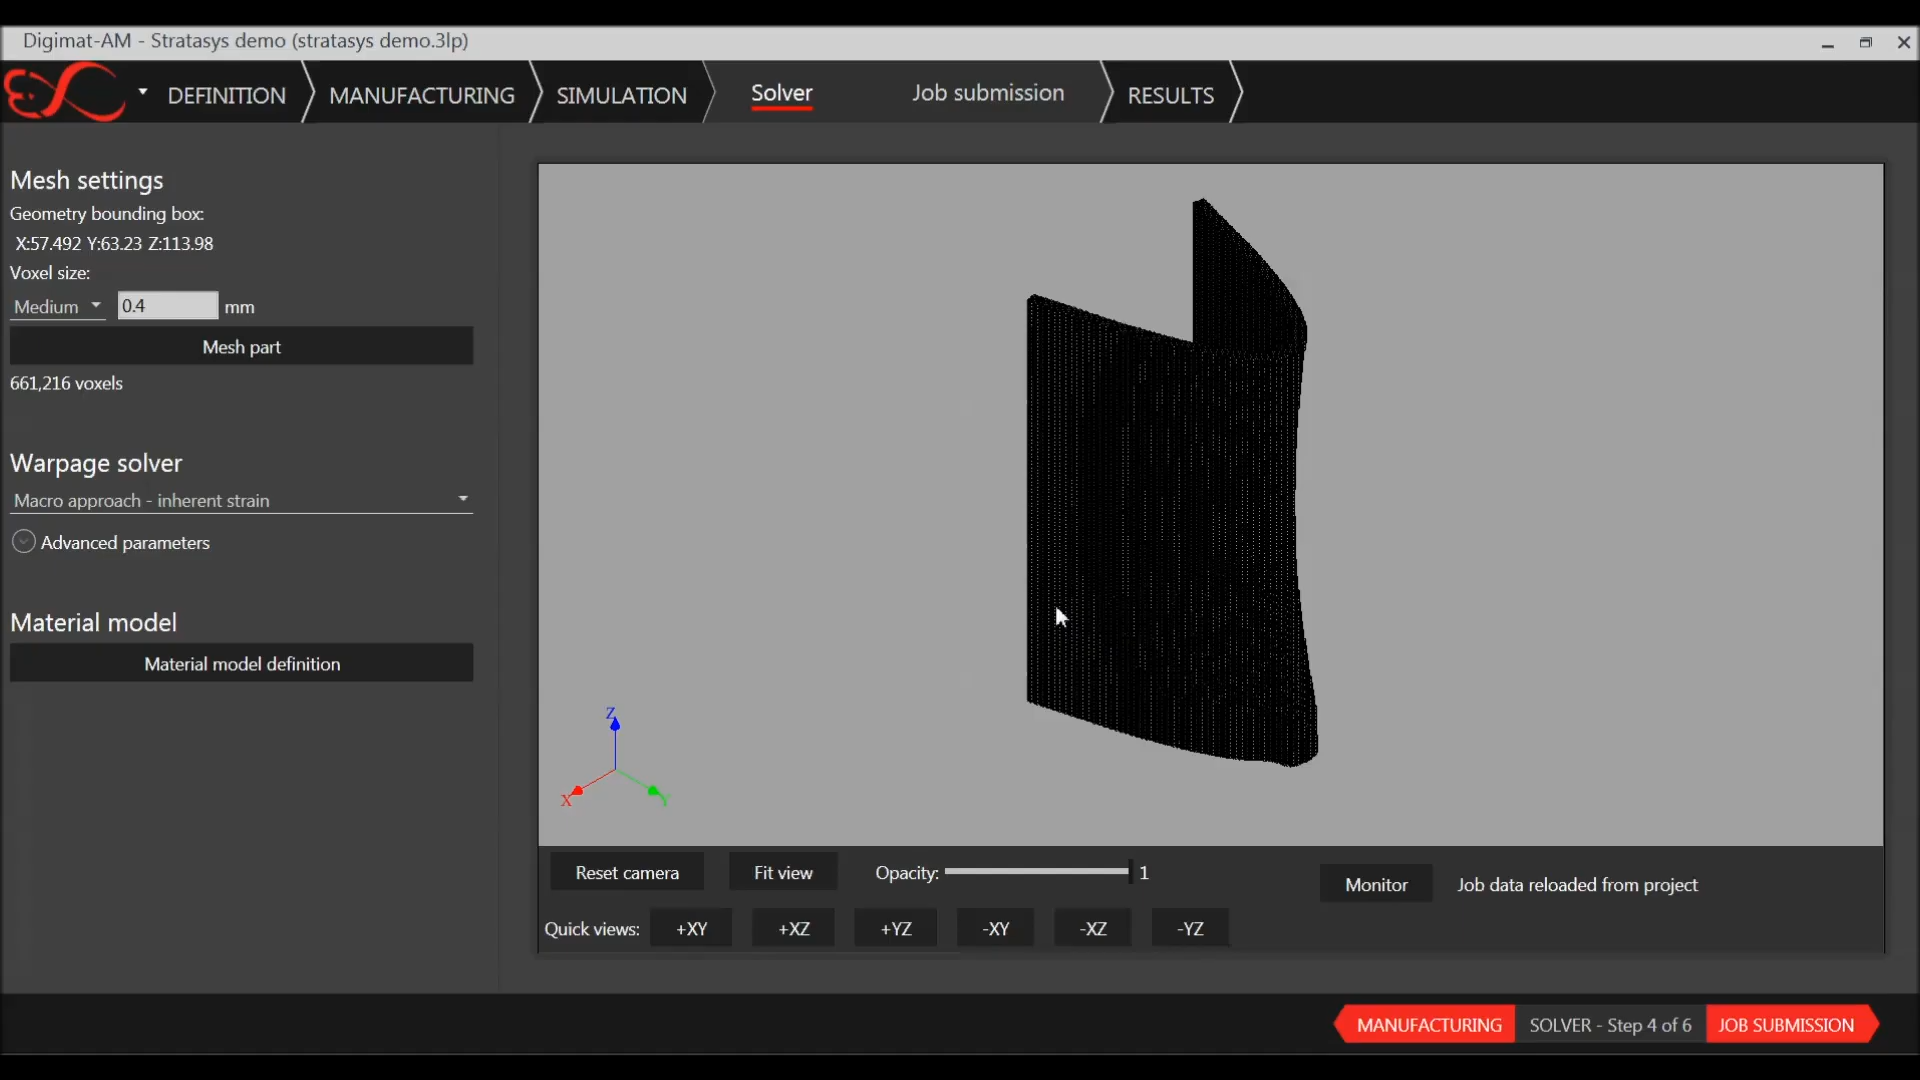 Digimat-AM - Stratasys demo (stratasys demo.3lp)
DEFINITION MANUFACTURING SIMULATION Solver Job submission RESULTS
Mesh settings
Geometry bounding box:
X:57.492 Y:63.23 Z:113.98
Voxel size:
Medium 0.4 mm
Mesh part
661,216 voxels
Warpage solver
Macro approach - inherent strain
Advanced parameters
Material model
Material model definition
Z
X Y
Reset camera Fit view Opacity: 1
Monitor Job data reloaded from project
Quick views: +XY +XZ +YZ -XY -XZ -YZ
MANUFACTURING SOLVER - Step 4 of 6 JOB SUBMISSION